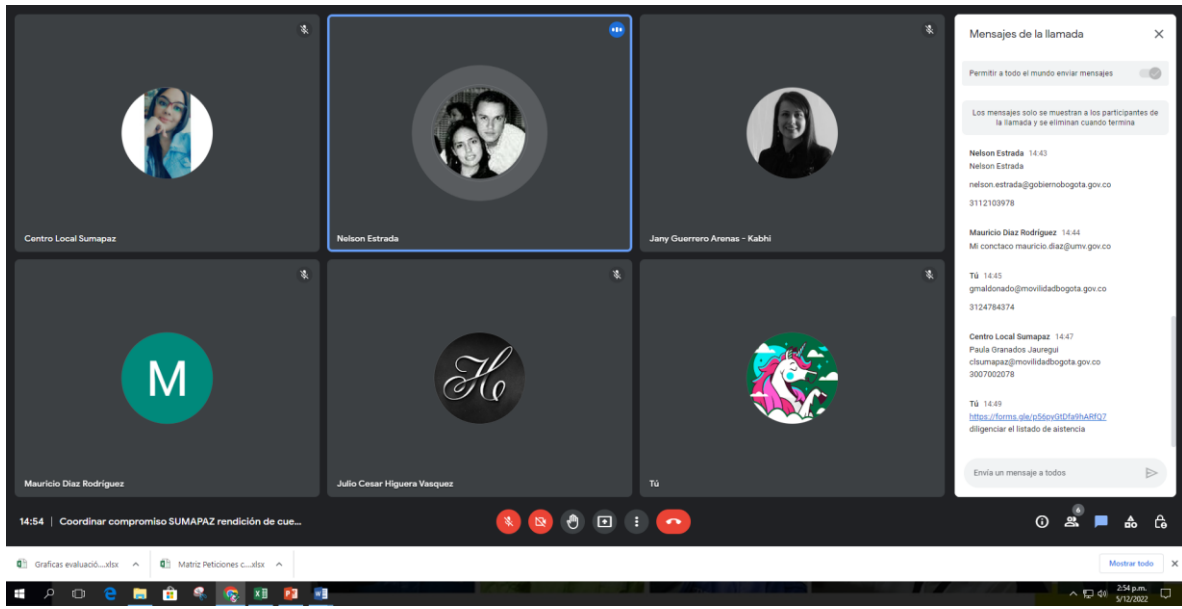 Centro Local Sumapaz
Nelson Estrada
Jany Guerrero Arenas - Kabhi
M
Mauricio Diaz Rodriguez
H
Julio Cesar Higuera Vasquez
Tú
Mensajes de la llamada
Permitir a todo el mundo enviar mensajes
Los mensajes solo se muestran a los participantes de
la llamada y se eliminan cuando termina
Nelson Estrada 14:43
Nelson Estrada
nelson.estrada@gobiernobogota.gov.co
3112103978
Mauricio Diaz Rodriguez 14:44
Mi conctaco mauricio.diaz@umv.gov.co
Tú 14:45
gmaldonado@movilidadbogota.gov.co
3124784374
Centro Local Sumapaz 14:47
Paula Granados Jauregui
clsumapaz@movilidadbogota.gov.co
3007002078
Tú 14:49
https://forms.gle/p56pyGtDfa9hARfQ7
diligenciar el listado de aistencia
Envía un mensaje a todos
14:54 | Coordinar compromiso SUMAPAZ rendición de cue...
6
Graficas evaluació....xlsx
Matriz Peticiones c....xlsx
Mostrar todo
2:54 p.m.
5/12/2022